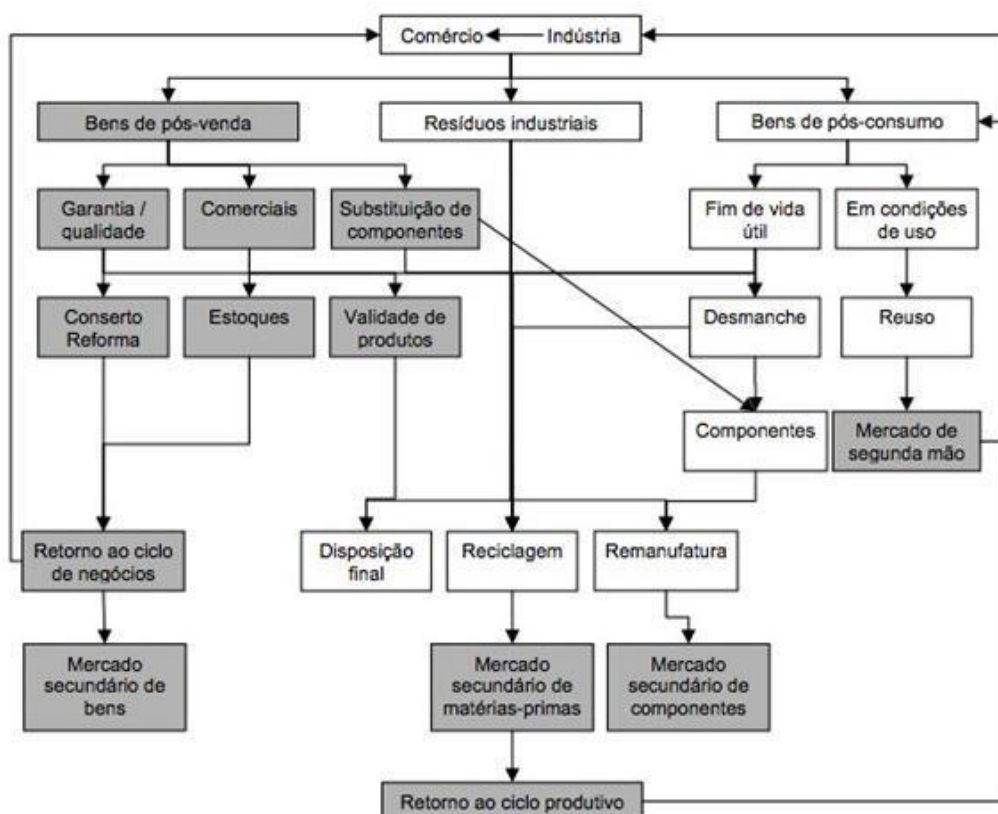 Comércio
Indústria
Bens de pós-venda
Resíduos industriais
Bens de pós-consumo
Garantia /
qualidade
Comerciais
Substituição de
componentes
Fim de vida
útil
Em condições
de uso
Conserto
Reforma
Estoques
Validade de
produtos
Desmanche
Reuso
Componentes
Mercado de
segunda mão
Retorno ao ciclo
de negócios
Disposição
final
Reciclagem
Remanufatura
Mercado
secundário de
bens
Mercado
secundário de
matérias-primas
Mercado
secundário de
componentes
Retorno ao ciclo produtivo